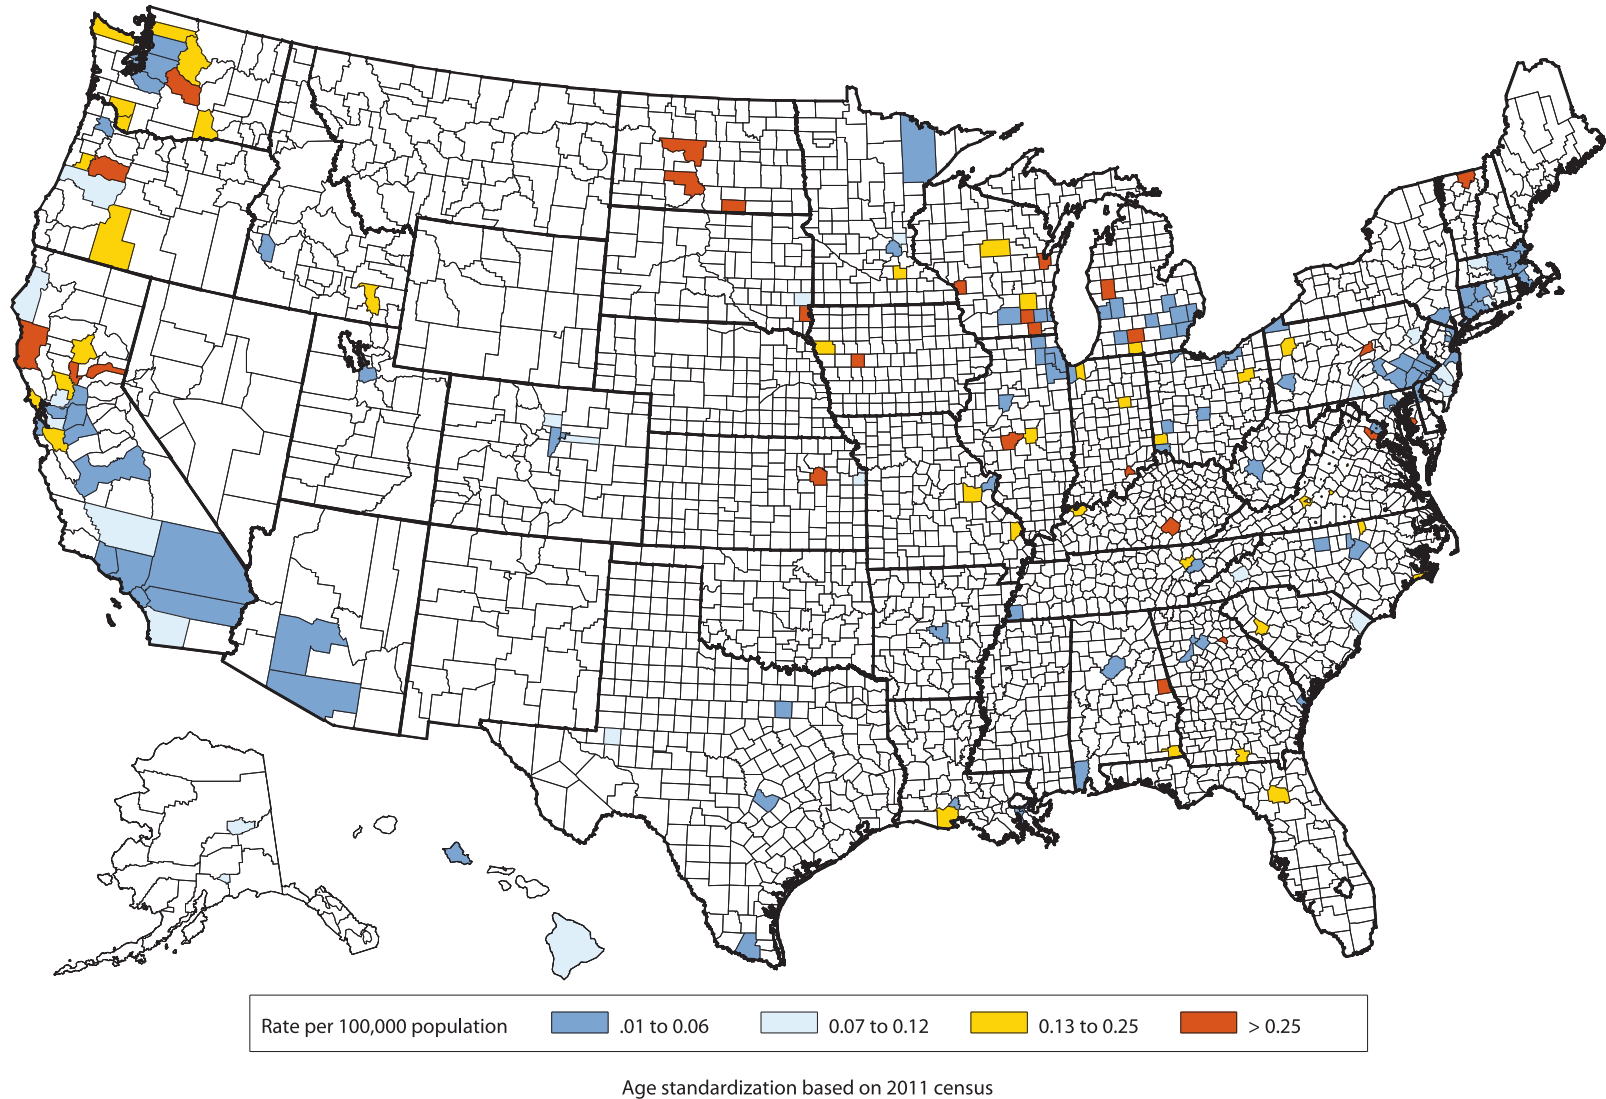 Rate per 100,000 population .01 to 0.06 0.07 to 0.12 0.13 to 0.25 > 0.25
Age standardization based on 2011 census